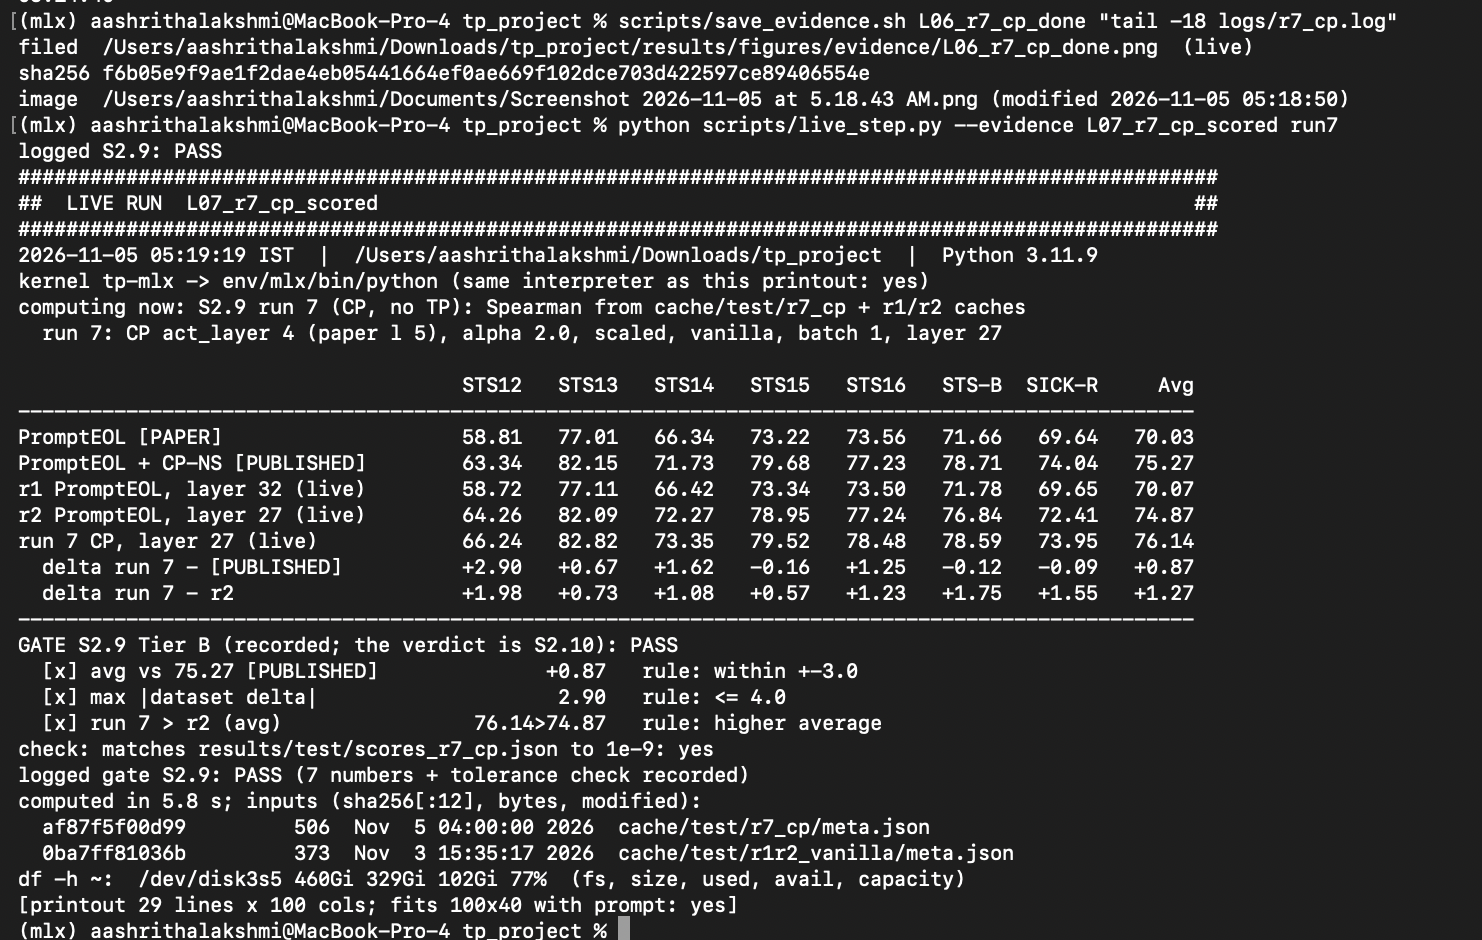 [(mlx) aashrithalakshmi@MacBook-Pro-4 tp_project % scripts/save_evidence.sh L06_r7_cp_done "tail -18 logs/r7_cp.log"
filed  /Users/aashrithalakshmi/Downloads/tp_project/results/figures/evidence/L06_r7_cp_done.png  (live)
sha256 f6b05e9f9ae1f2dae4eb05441664ef0ae669f102dce703d422597ce89406554e
image  /Users/aashrithalakshmi/Documents/Screenshot 2026-11-05 at 5.18.43 AM.png (modified 2026-11-05 05:18:50)
[(mlx) aashrithalakshmi@MacBook-Pro-4 tp_project % python scripts/live_step.py --evidence L07_r7_cp_scored run7
logged S2.9: PASS
####################################################################################################
##  LIVE RUN  L07_r7_cp_scored                                                                    ##
####################################################################################################
2026-11-05 05:19:19 IST  |  /Users/aashrithalakshmi/Downloads/tp_project  |  Python 3.11.9
kernel tp-mlx -> env/mlx/bin/python (same interpreter as this printout: yes)
computing now: S2.9 run 7 (CP, no TP): Spearman from cache/test/r7_cp + r1/r2 caches
  run 7: CP act_layer 4 (paper l 5), alpha 2.0, scaled, vanilla, batch 1, layer 27
                                     STS12   STS13   STS14   STS15   STS16   STS-B  SICK-R     Avg
--------------------------------------------------------------------------------------------------
PromptEOL [PAPER]                    58.81   77.01   66.34   73.22   73.56   71.66   69.64   70.03
PromptEOL + CP-NS [PUBLISHED]        63.34   82.15   71.73   79.68   77.23   78.71   74.04   75.27
r1 PromptEOL, layer 32 (live)        58.72   77.11   66.42   73.34   73.50   71.78   69.65   70.07
r2 PromptEOL, layer 27 (live)        64.26   82.09   72.27   78.95   77.24   76.84   72.41   74.87
run 7 CP, layer 27 (live)            66.24   82.82   73.35   79.52   78.48   78.59   73.95   76.14
  delta run 7 - [PUBLISHED]          +2.90   +0.67   +1.62   -0.16   +1.25   -0.12   -0.09   +0.87
  delta run 7 - r2                   +1.98   +0.73   +1.08   +0.57   +1.23   +1.75   +1.55   +1.27
--------------------------------------------------------------------------------------------------
GATE S2.9 Tier B (recorded; the verdict is S2.10): PASS
  [x] avg vs 75.27 [PUBLISHED]              +0.87   rule: within +-3.0
  [x] max |dataset delta|                    2.90   rule: <= 4.0
  [x] run 7 > r2 (avg)                76.14>74.87   rule: higher average
check: matches results/test/scores_r7_cp.json to 1e-9: yes
logged gate S2.9: PASS (7 numbers + tolerance check recorded)
computed in 5.8 s; inputs (sha256[:12], bytes, modified):
  af87f5f00d99         506  Nov  5 04:00:00 2026  cache/test/r7_cp/meta.json
  0ba7ff81036b         373  Nov  3 15:35:17 2026  cache/test/r1r2_vanilla/meta.json
df -h ~:  /dev/disk3s5 460Gi 329Gi 102Gi 77%  (fs, size, used, avail, capacity)
[printout 29 lines x 100 cols; fits 100x40 with prompt: yes]
(mlx) aashrithalakshmi@MacBook-Pro-4 tp_project %